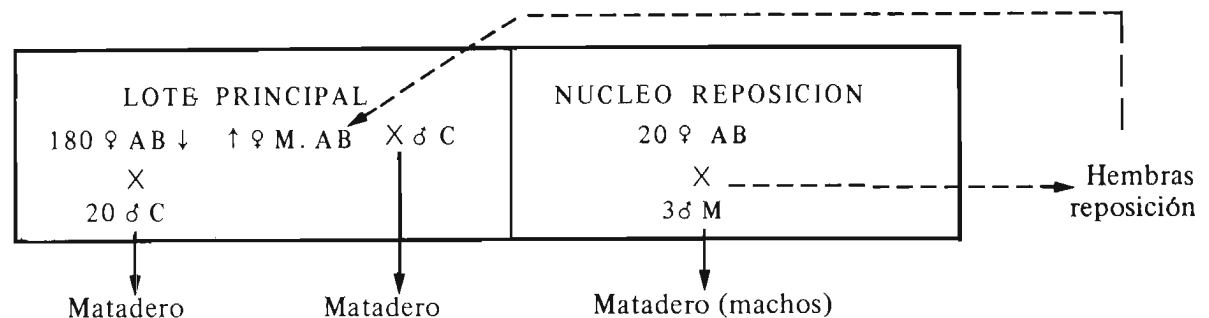 LOTE PRINCIPAL
180 ♀ AB ↓ ↑ ♀ M. AB X ♂ C
X
20 ♂ C
NUCLEO REPOSICION
20 ♀ AB
X
3♂ M
Hembras
reposición
Matadero
Matadero
Matadero (machos)